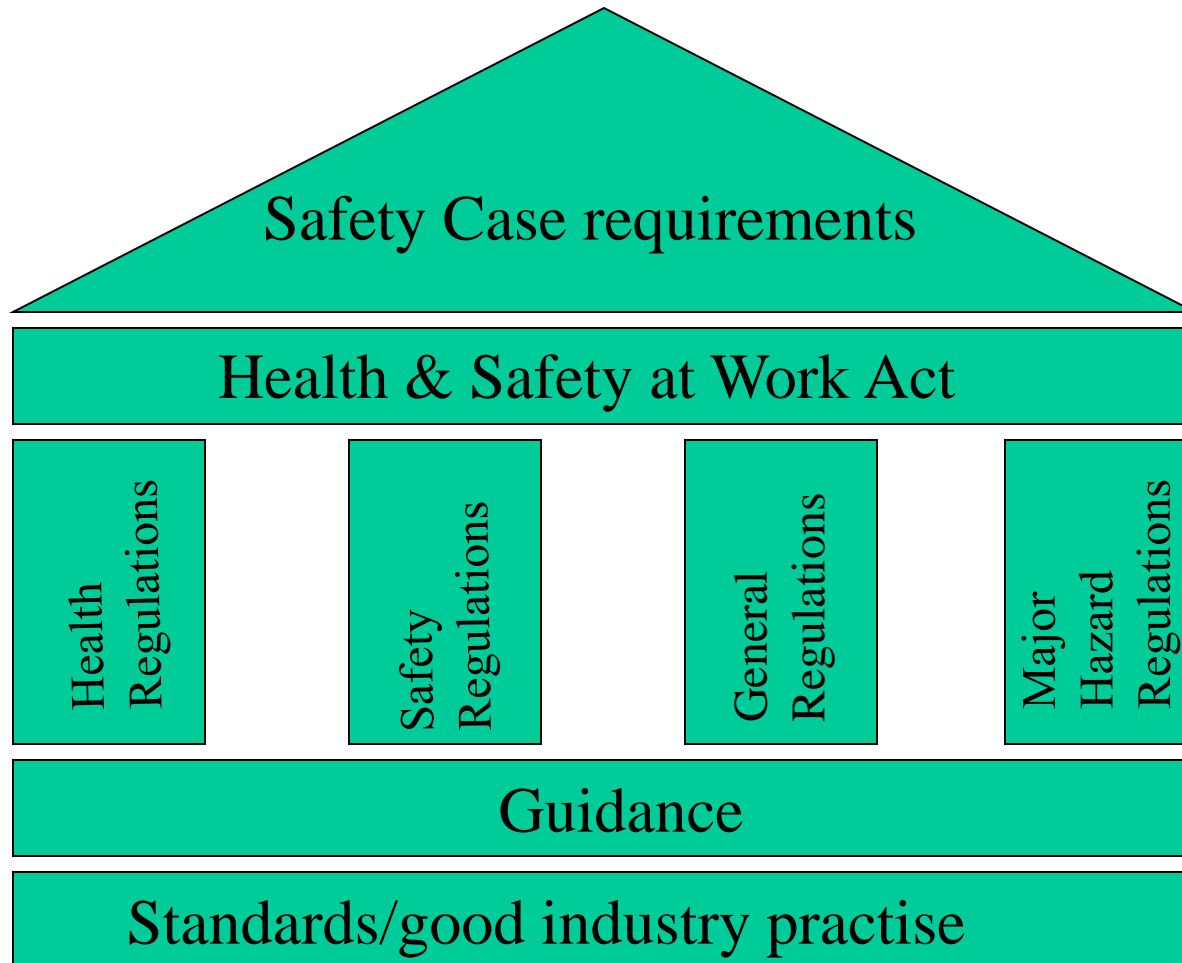 Safety Case requirements
Health & Safety at Work Act
Health
Regulations
Safety
Regulations
General
Regulations
Major
Hazard
Regulations
Guidance
Standards/good industry practise